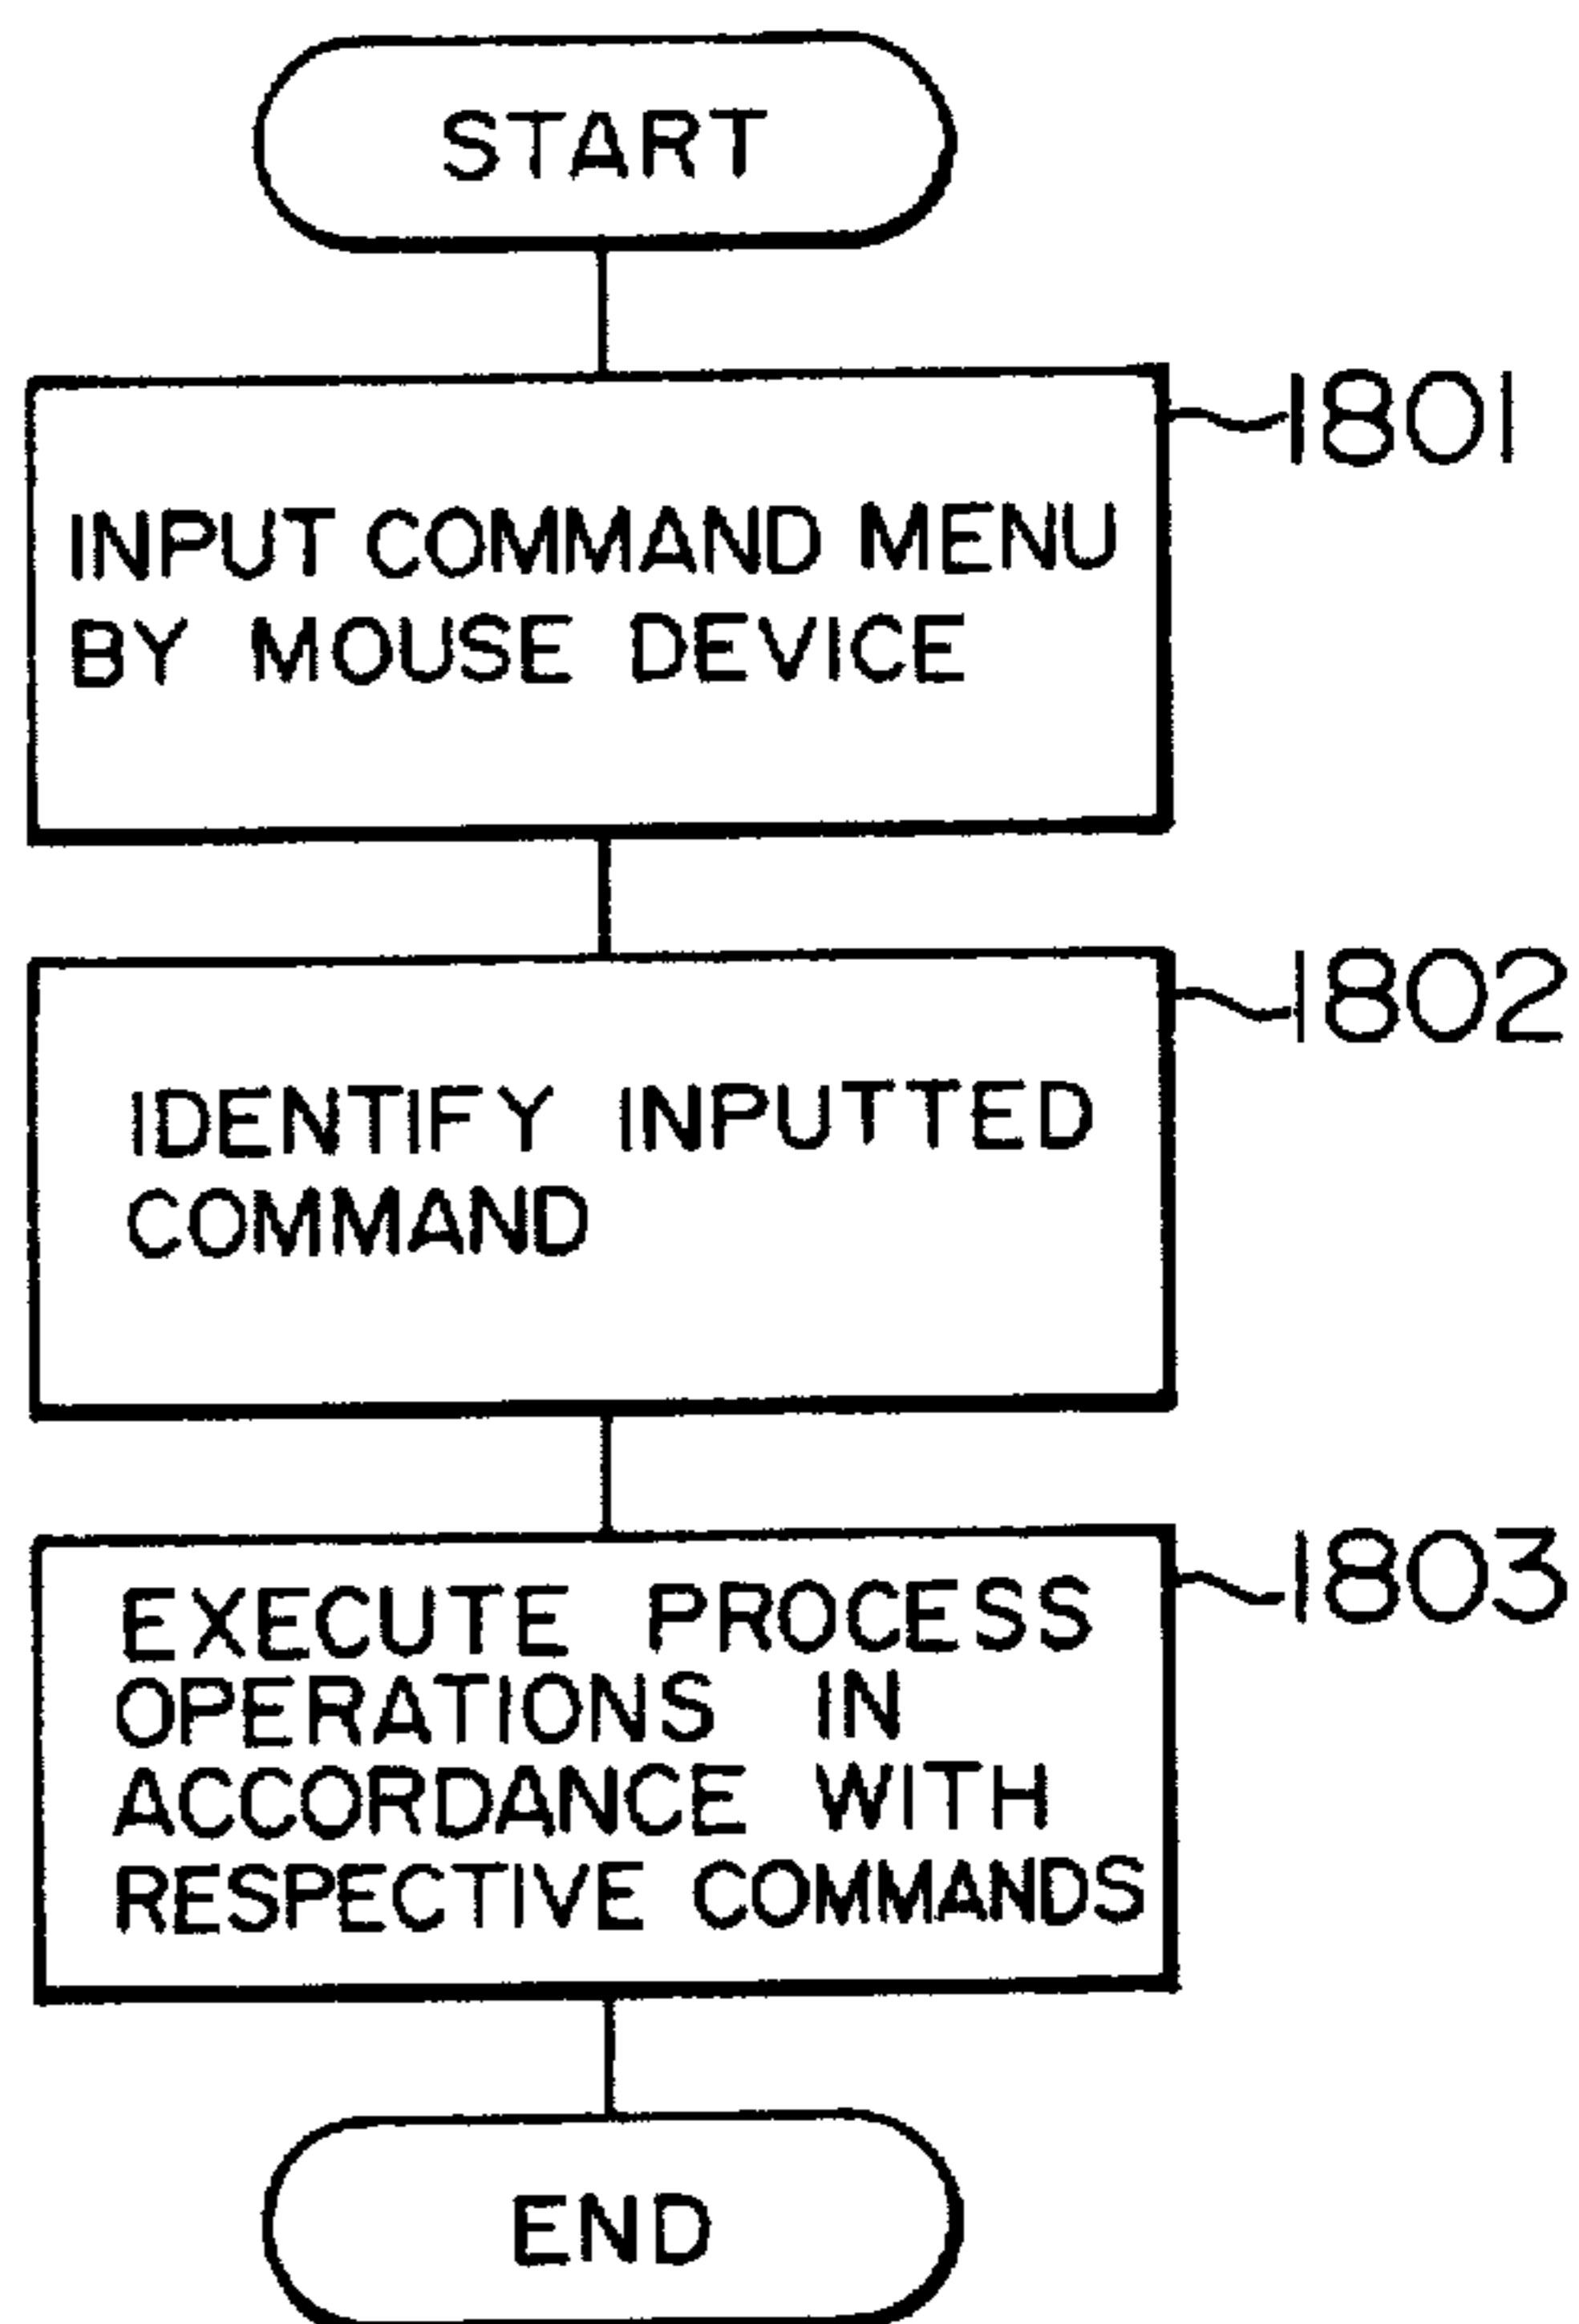 START
1801
INPUT COMMAND MENU
BY MOUSE DEVICE
1802
IDENTIFY INPUTTED
COMMAND
1803
EXECUTE PROCESS
OPERATIONS IN
ACCORDANCE WITH
RESPECTIVE COMMANDS
END